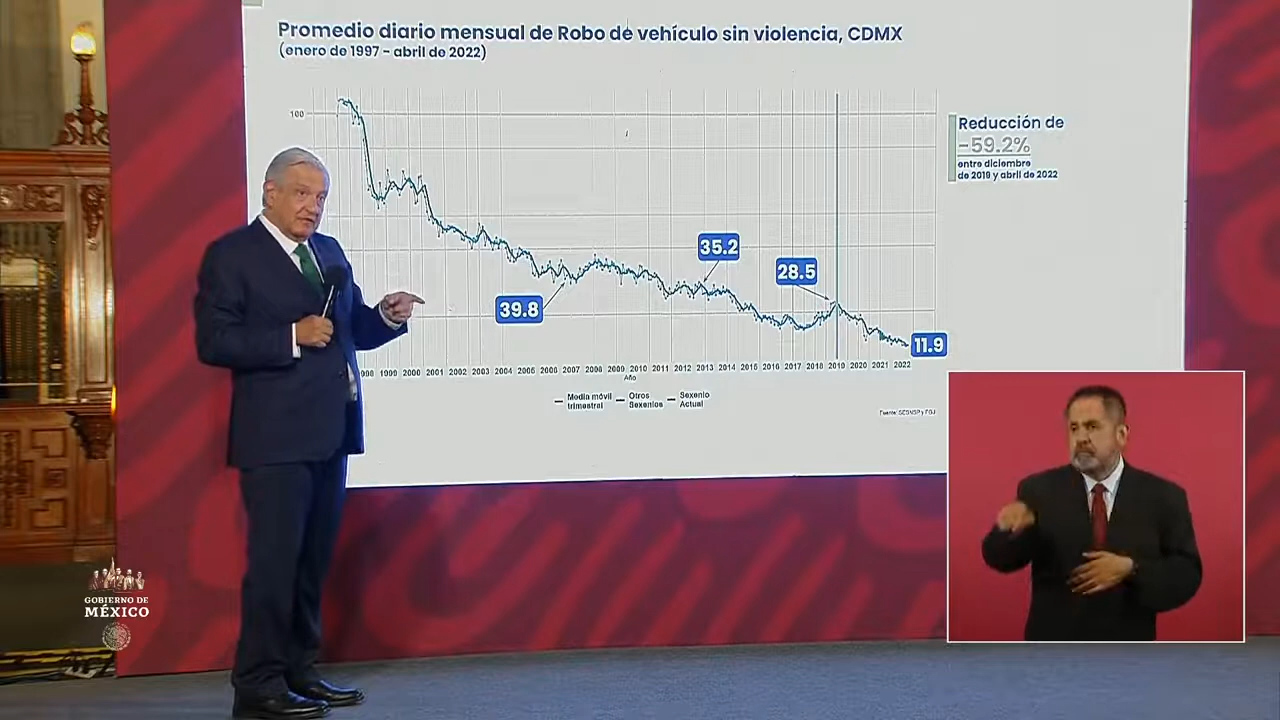 Promedio diario mensual de Robo de vehículo sin violencia, CDMX
(enero de 1997 - abril de 2022)
100
Reducción de
-59.2%
entre diciembre
de 2019 y abril de 2022
35.2
28.5
39.8
11.9
1999 2000 2001 2002 2003 2004 2005 2006 2007 2008 2009 2010 2011 2012 2013 2014 2015 2016 2017 2018 2019 2020 2021 2022
Año
Media móvil trimestral
Otros Sexenios
Sexenio Actual
GOBIERNO DE
MÉXICO